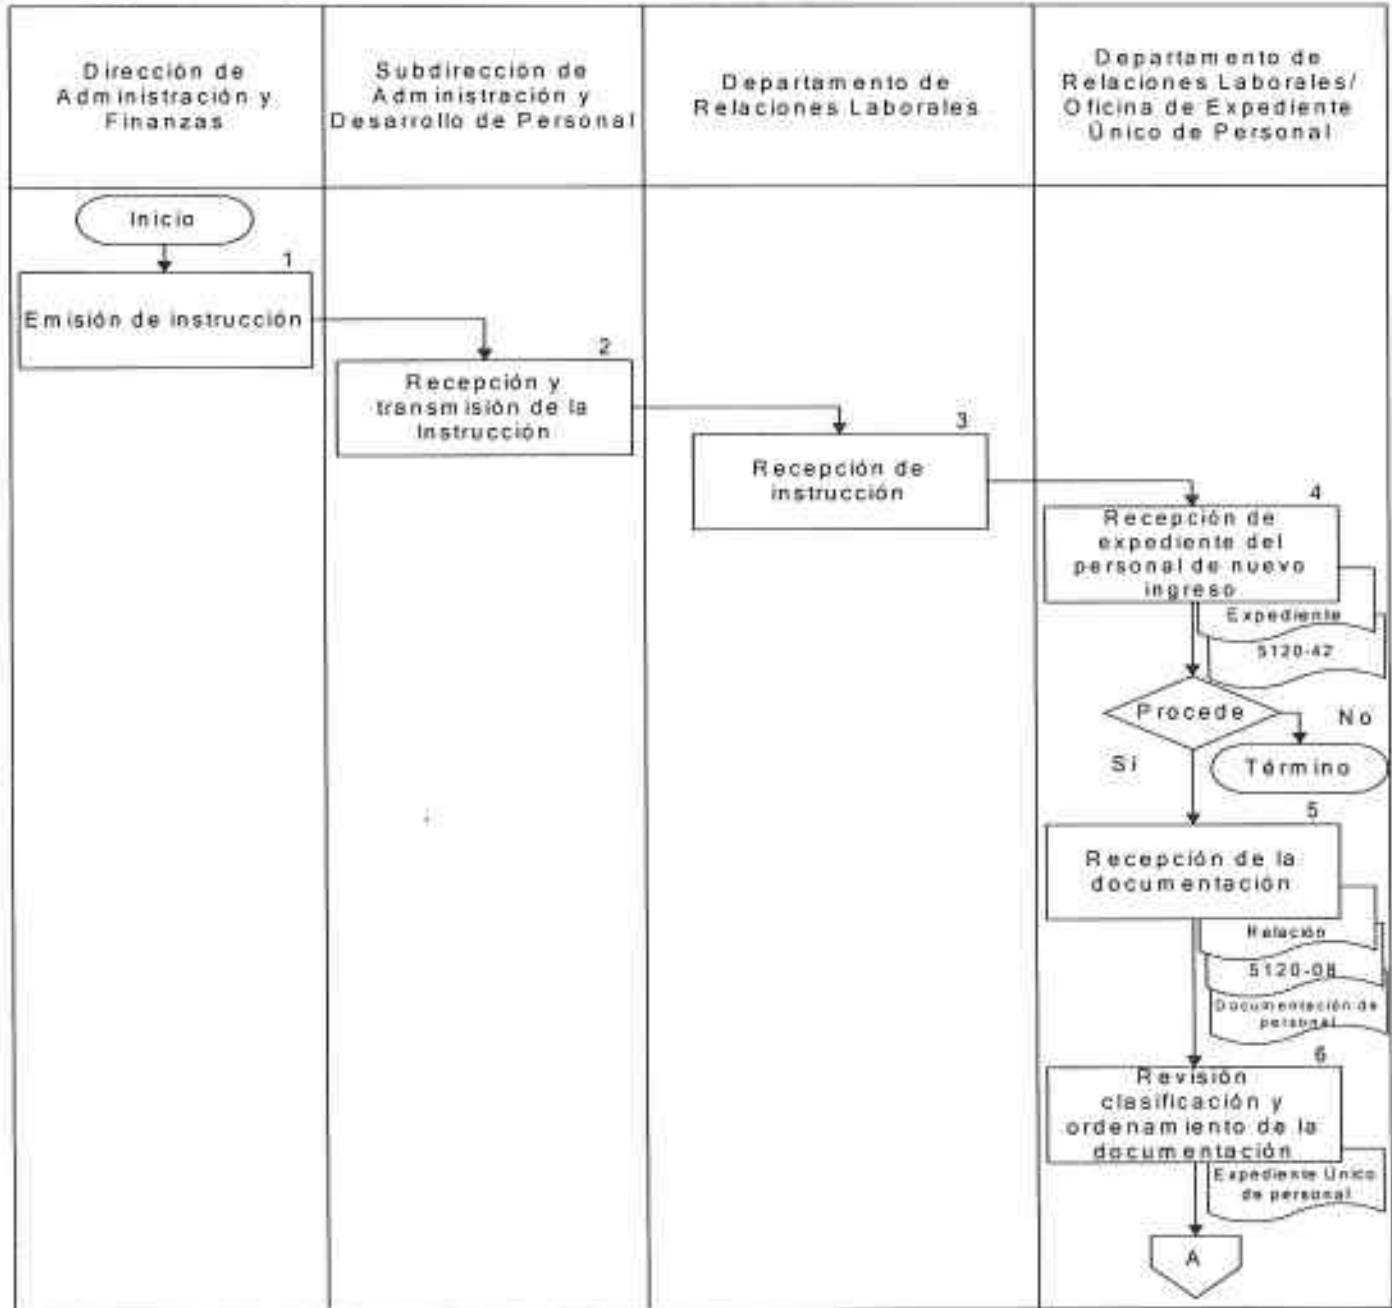 Dirección de
Administración y
Finanzas
Subdirección de
Administración y
Desarrollo de Personal
Departamento de
Relaciones Laborales
Departamento de
Relaciones Laborales/
Oficina de Expediente
Único de Personal
Inicio
1
Emisión de instrucción
2
Recepción y
transmisión de la
Instrucción
3
Recepción de
instrucción
4
Recepción de
expediente del
personal de nuevo
ingreso
Expediente
5120-42
Procede
No
Sí
Término
5
Recepción de la
documentación
Relación
5120-08
Documentación de
personal
6
Revisión
clasificación y
ordenamiento de la
documentación
Expediente Único
de personal
A